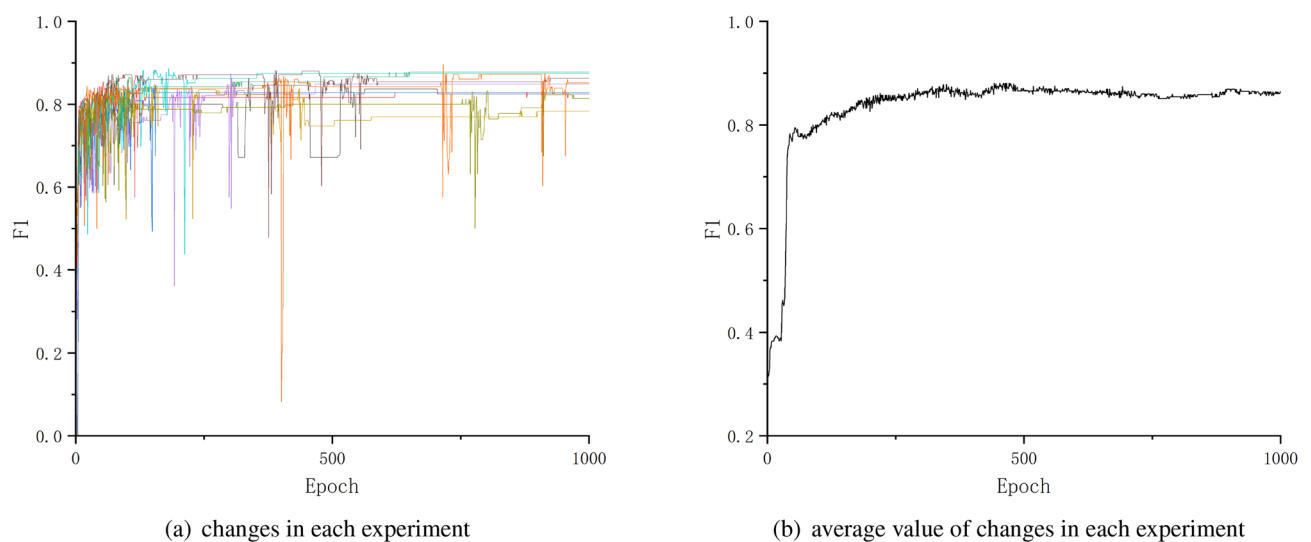 1.0
0.8
0.6
0.4
0.2
0.0
F1
0
500
1000
Epoch
(a) changes in each experiment
1.0
0.8
0.6
0.4
0.2
F1
0
500
1000
Epoch
(b) average value of changes in each experiment